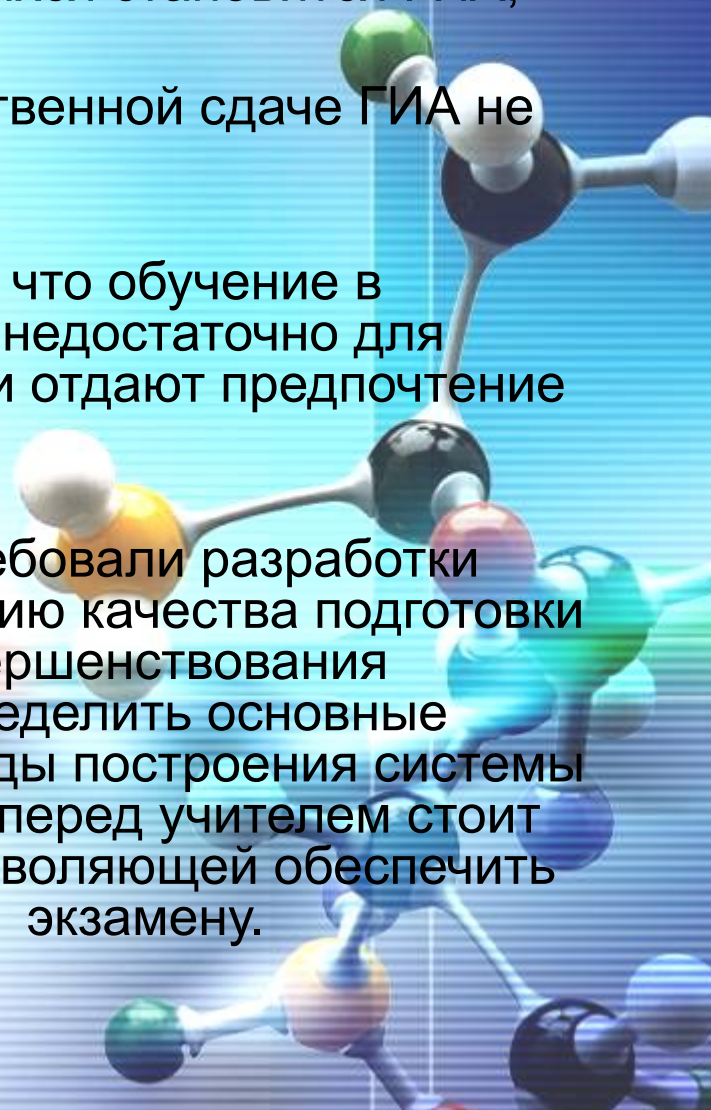 твенной сдаче ГИА не
что обучение в
недостаточно для
и отдают предпочтение
ебовали разработки
ию качества подготовки
ершенствования
еделить основные
ды построения системы
перед учителем стоит
воляющей обеспечить
экзамену.